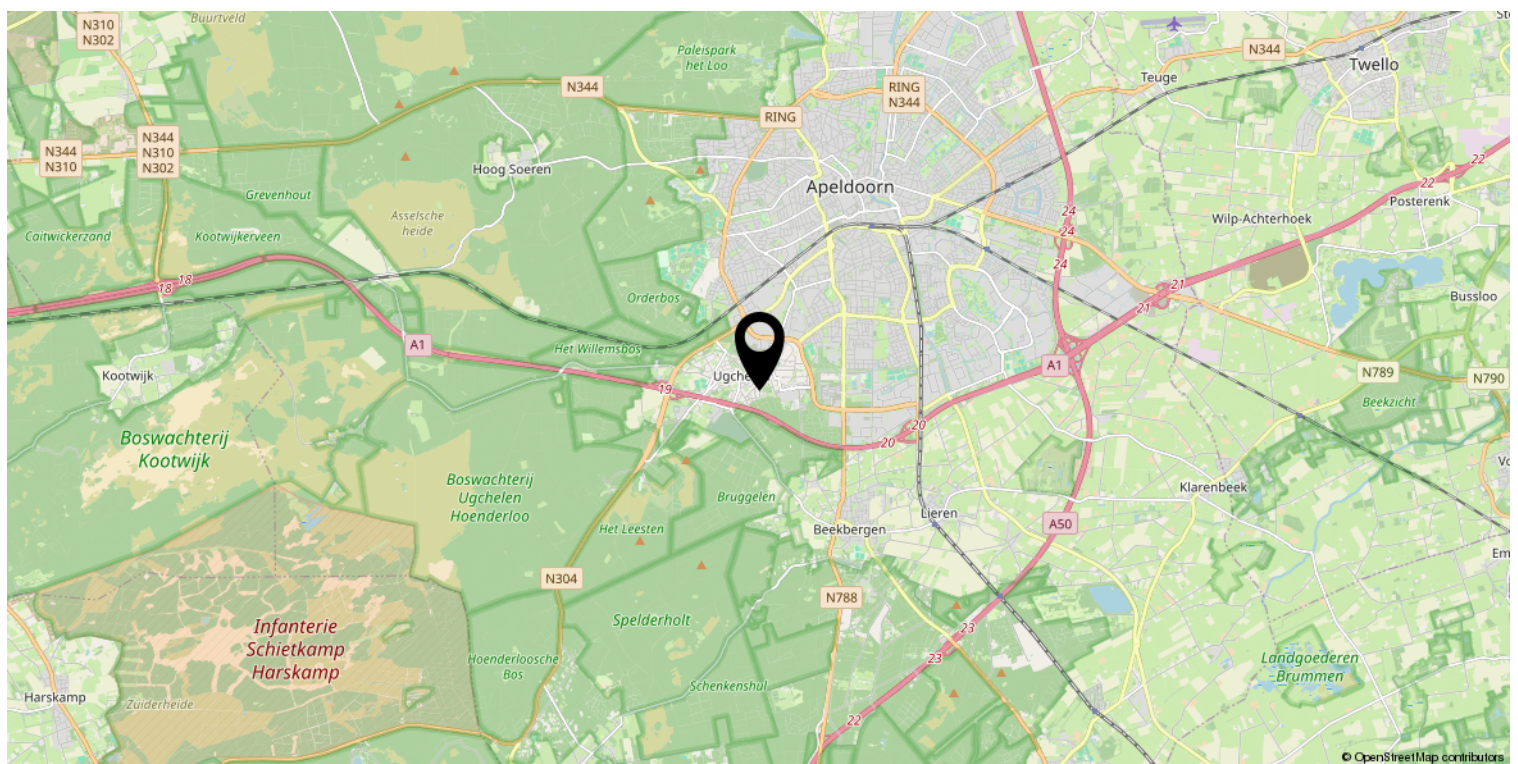 N310
N302
Buurtveld
Paleispark
het Loo
RING
N344
N344
Teuge
Twello
N344
RING
N344
N310
N344
N310
N302
Hoog Soeren
Apeldoorn
22
22
Posterenk
Grevenhout
Asselsche
heide
24
24
24
Wilp-Achterhoek
Caitwickerzand
Kootwijkerveen
18
18
Orderbos
21
21
Bussloo
A1
Het Willemsbos
Kootwijk
Ugche
19
A1
N789
N790
Beekzicht
Boswachterij
Kootwijk
20
20
Boswachterij
Ugchelen
Hoenderloo
Bruggelen
Klarenbeek
Het Leesten
Beekbergen
Lieren
A50
N304
N788
Spelderholt
Infanterie
Schietkamp
Harskamp
23
23
Hoenderloosche
Bos
Landgoederen
Brummen
Harskamp
Zuiderheide
Schenkenshul
22
© OpenStreetMap contributors